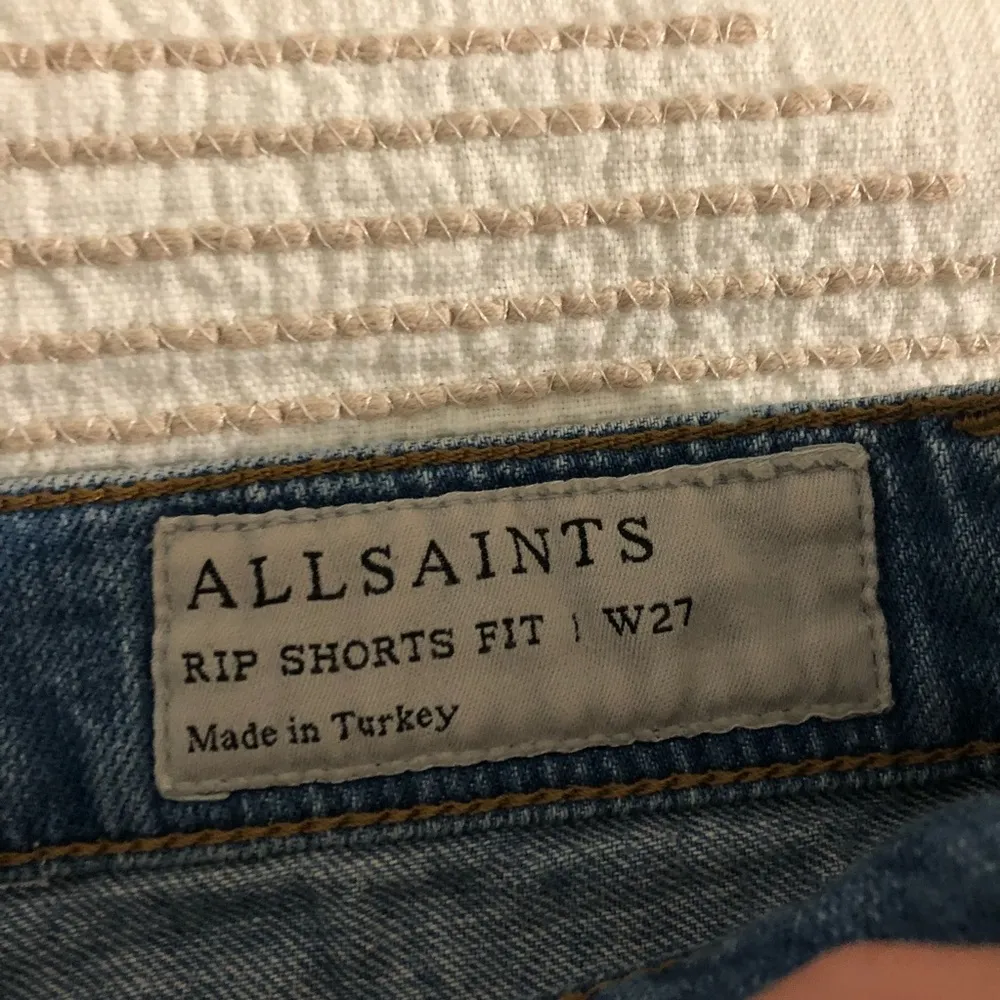 ALLSAINTS
RIP SHORTS FIT | W27
Made in Turkey